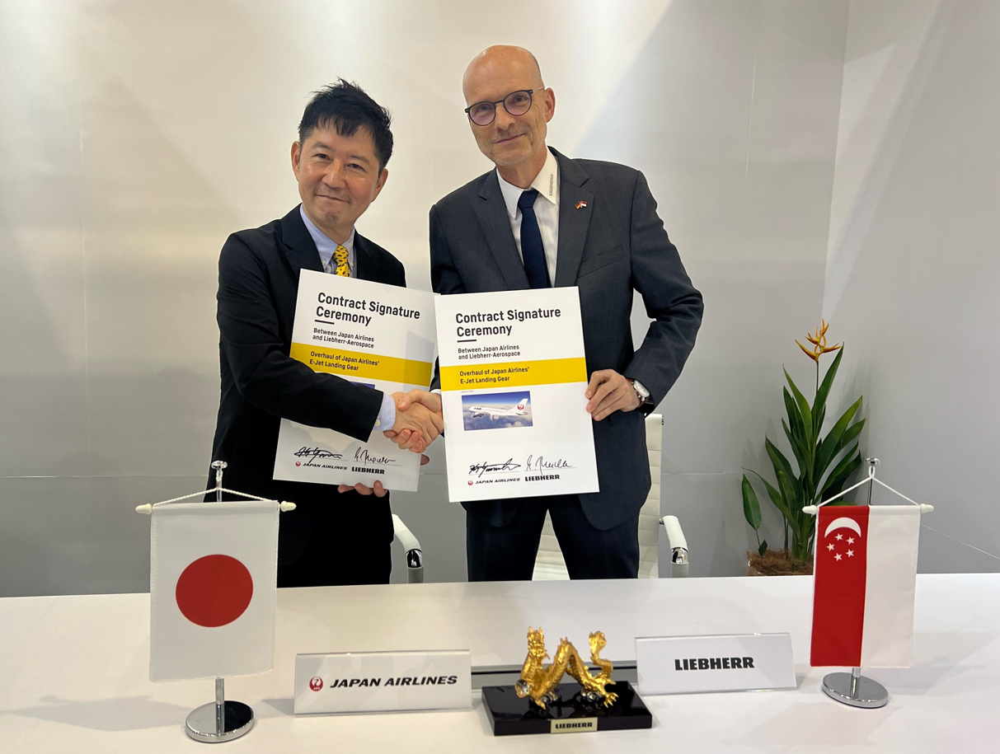 Contract Signature
Ceremony
Between Japan Airlines
and Liebherr-Aerospace
Overhaul of Japan Airlines'
E-Jet Landing Gear
JAPAN AIRLINES
LIEBHERR
Contract Signature
Ceremony
Between Japan Airlines
and Liebherr-Aerospace
Overhaul of Japan Airlines'
E-Jet Landing Gear
JAPAN AIRLINES
LIEBHERR
JAPAN AIRLINES
LIEBHERR
LIEBHERR